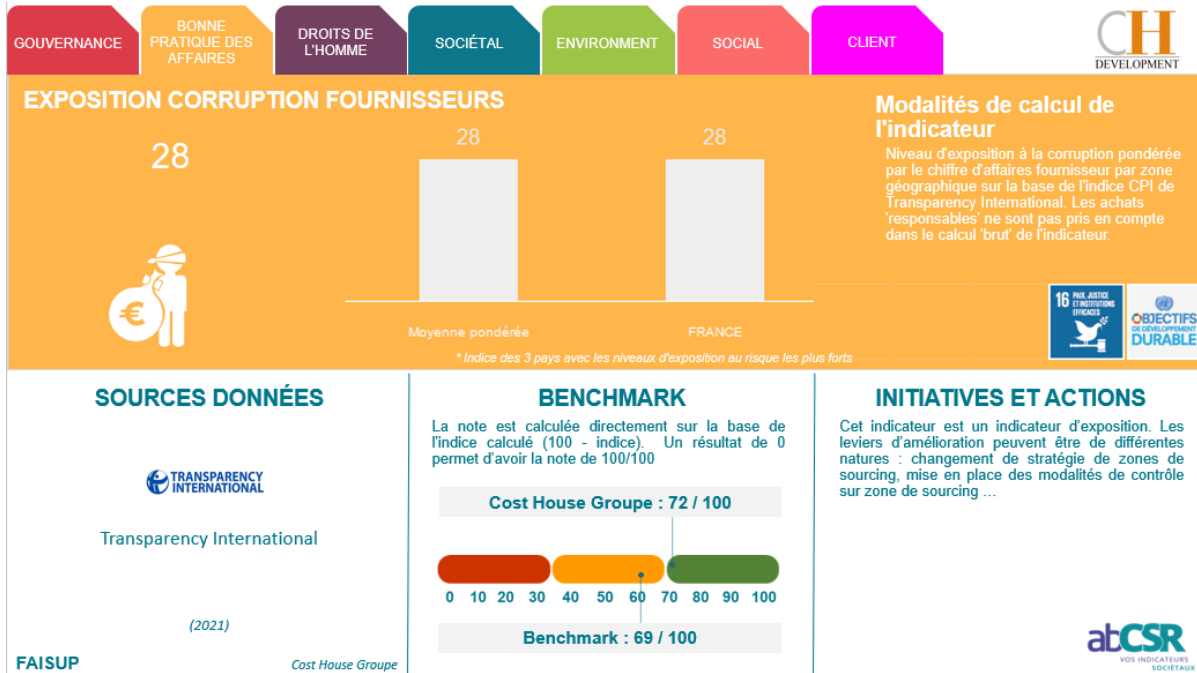 GOUVERNANCE
BONNE
PRATIQUE DES
AFFAIRES
DROITS DE
L'HOMME
SOCIÉTAL
ENVIRONMENT
SOCIAL
CLIENT
CH
DEVELOPMENT
EXPOSITION CORRUPTION FOURNISSEURS
28
28
28
Moyenne pondérée
FRANCE
* Indice des 3 pays avec les niveaux d'exposition au risque les plus forts
Modalités de calcul de
l'indicateur
Niveau d'exposition à la corruption pondérée
par le chiffre d'affaires fournisseur par zone
géographique sur la base de l'indice CPI de
Transparency International. Les achats
'responsables' ne sont pas pris en compte
dans le calcul 'brut' de l'indicateur.
€
16 PAIX, JUSTICE
ET INSTITUTIONS
EFFICACES
OBJECTIFS
DE DÉVELOPPEMENT
DURABLE
SOURCES DONNÉES
TRANSPARENCY
INTERNATIONAL
Transparency International
(2021)
FAISUP
Cost House Groupe
BENCHMARK
La note est calculée directement sur la base de
l'indice calculé (100 - indice). Un résultat de 0
permet d'avoir la note de 100/100
Cost House Groupe : 72 / 100
0 10 20 30 40 50 60 70 80 90 100
Benchmark : 69 / 100
INITIATIVES ET ACTIONS
Cet indicateur est un indicateur d'exposition. Les
leviers d'amélioration peuvent être de différentes
natures : changement de stratégie de zones de
sourcing, mise en place des modalités de contrôle
sur zone de sourcing ...
abCSR
VOS INDICATEURS
SOCIÉTAUX